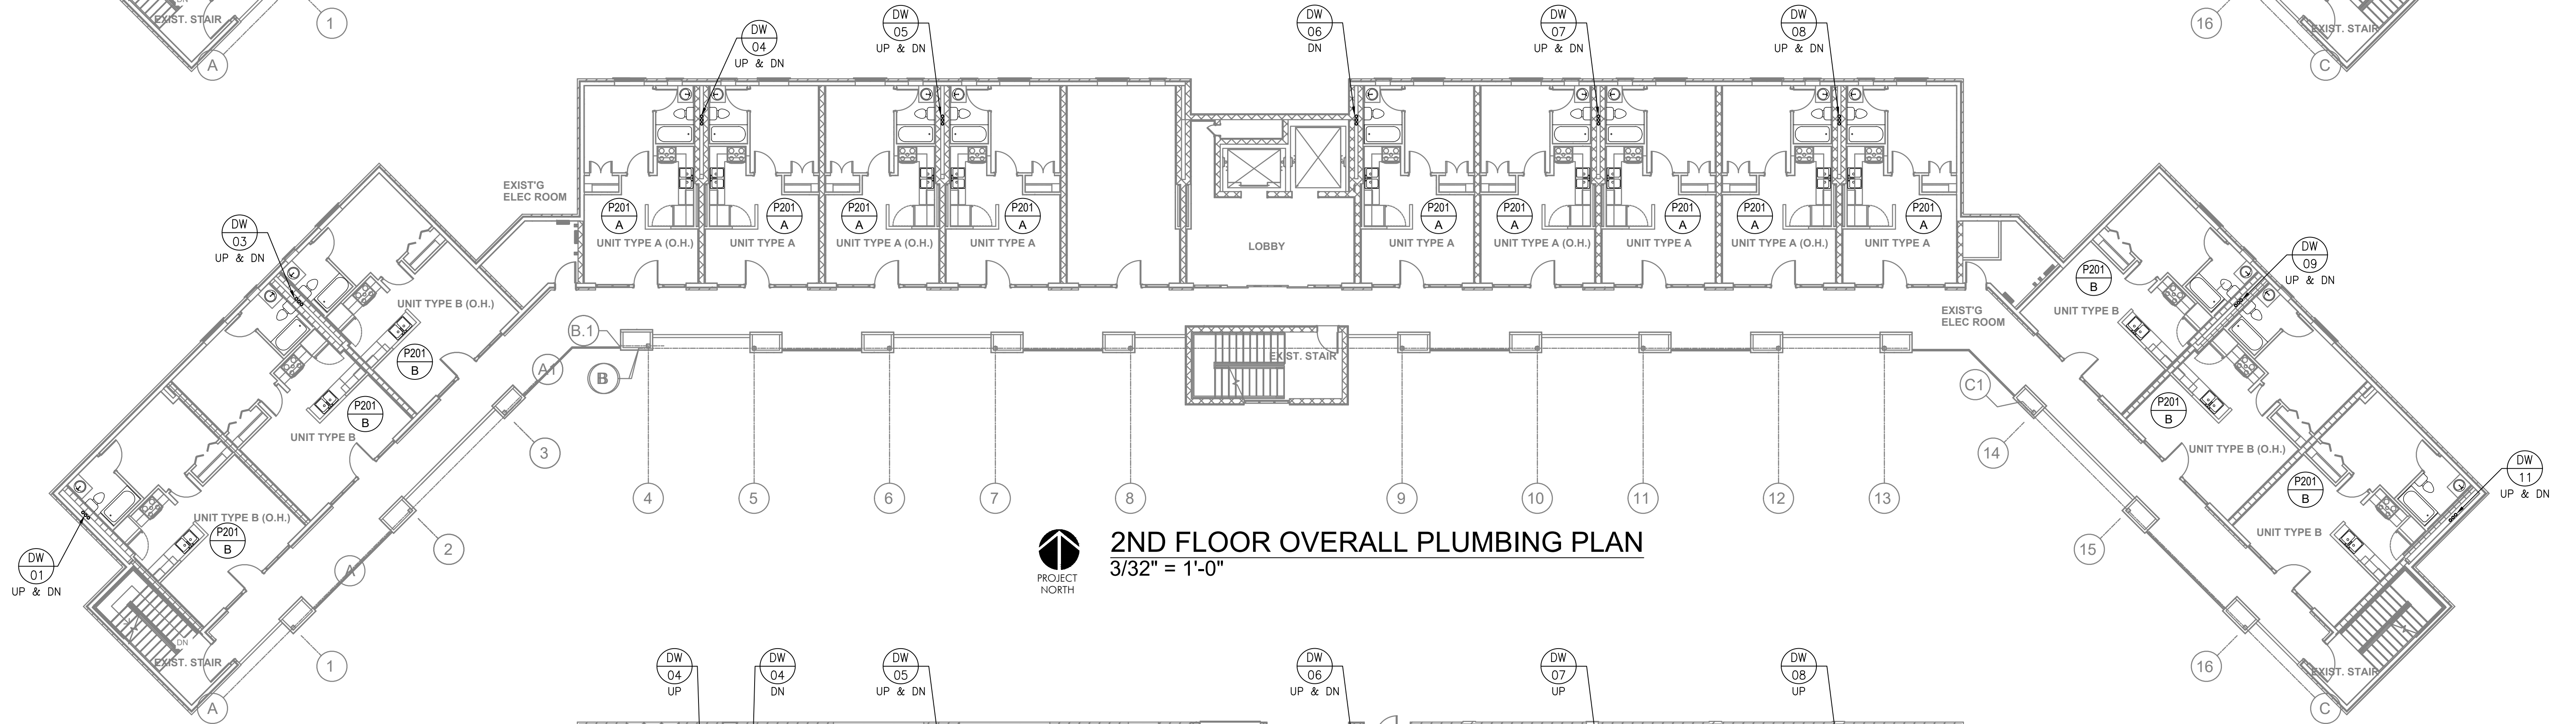 DN
EXIST. STAIR
1
A
DW
04
UP & DN
DW
05
UP & DN
DW
06
DN
DW
07
UP & DN
DW
08
UP & DN
16
EXIST. STAIR
C
EXIST'G
ELEC ROOM
DW
03
UP & DN
P201
A
UNIT TYPE A (O.H.)
P201
A
UNIT TYPE A
P201
A
UNIT TYPE A (O.H.)
P201
A
UNIT TYPE A
LOBBY
P201
A
UNIT TYPE A
P201
A
UNIT TYPE A (O.H.)
P201
A
UNIT TYPE A
P201
A
UNIT TYPE A (O.H.)
P201
A
UNIT TYPE A
DW
09
UP & DN
P201
B
UNIT TYPE B
UNIT TYPE B (O.H.)
P201
B
EXIST'G
ELEC ROOM
B.1
A1
B
EXIST. STAIR
C1
P201
B
UNIT TYPE B
P201
B
UNIT TYPE B (O.H.)
3
14
4
5
6
7
8
9
10
11
12
13
P201
B
UNIT TYPE B
DW
11
UP & DN
UNIT TYPE B (O.H.)
P201
B
2
15
DW
01
UP & DN
A
PROJECT
NORTH
2ND FLOOR OVERALL PLUMBING PLAN
3/32" = 1'-0"
DN
EXIST. STAIR
1
A
DW
04
UP
DW
04
DN
DW
05
UP & DN
DW
06
UP & DN
DW
07
UP
DW
08
UP
16
EXIST. STAIR
C